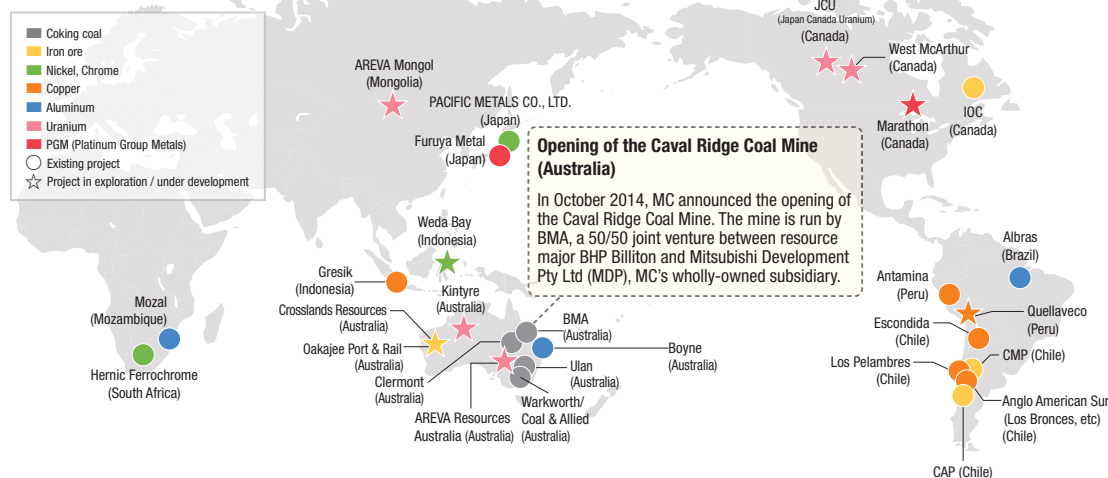 Coking coal
Iron ore
Nickel, Chrome
Copper
Aluminum
Uranium
PGM (Platinum Group Metals)
Existing project
Project in exploration / under development
AREVA Mongol
(Mongolia)
PACIFIC METALS CO., LTD.
(Japan)
Furuya Metal
(Japan)
JCU
(Japan Canada Uranium)
(Canada)
West McArthur
(Canada)
Marathon
(Canada)
IOC
(Canada)
Opening of the Caval Ridge Coal Mine
(Australia)
In October 2014, MC announced the opening of
the Caval Ridge Coal Mine. The mine is run by
BMA, a 50/50 joint venture between resource
major BHP Billiton and Mitsubishi Development
Pty Ltd (MDP), MC's wholly-owned subsidiary.
Weda Bay
(Indonesia)
Gresik
(Indonesia)
Kintyre
(Australia)
Crosslands Resources
(Australia)
Oakajee Port & Rail
(Australia)
Clermont
(Australia)
AREVA Resources
Australia (Australia)
BMA
(Australia)
Boyne
(Australia)
Ulan
(Australia)
Warkworth/
Coal & Allied
(Australia)
Mozal
(Mozambique)
Hernic Ferrochrome
(South Africa)
Albras
(Brazil)
Antamina
(Peru)
Quellaveco
(Peru)
Escondida
(Chile)
CMP (Chile)
Los Pelambres
(Chile)
Anglo American Sur
(Los Bronces, etc)
(Chile)
CAP (Chile)